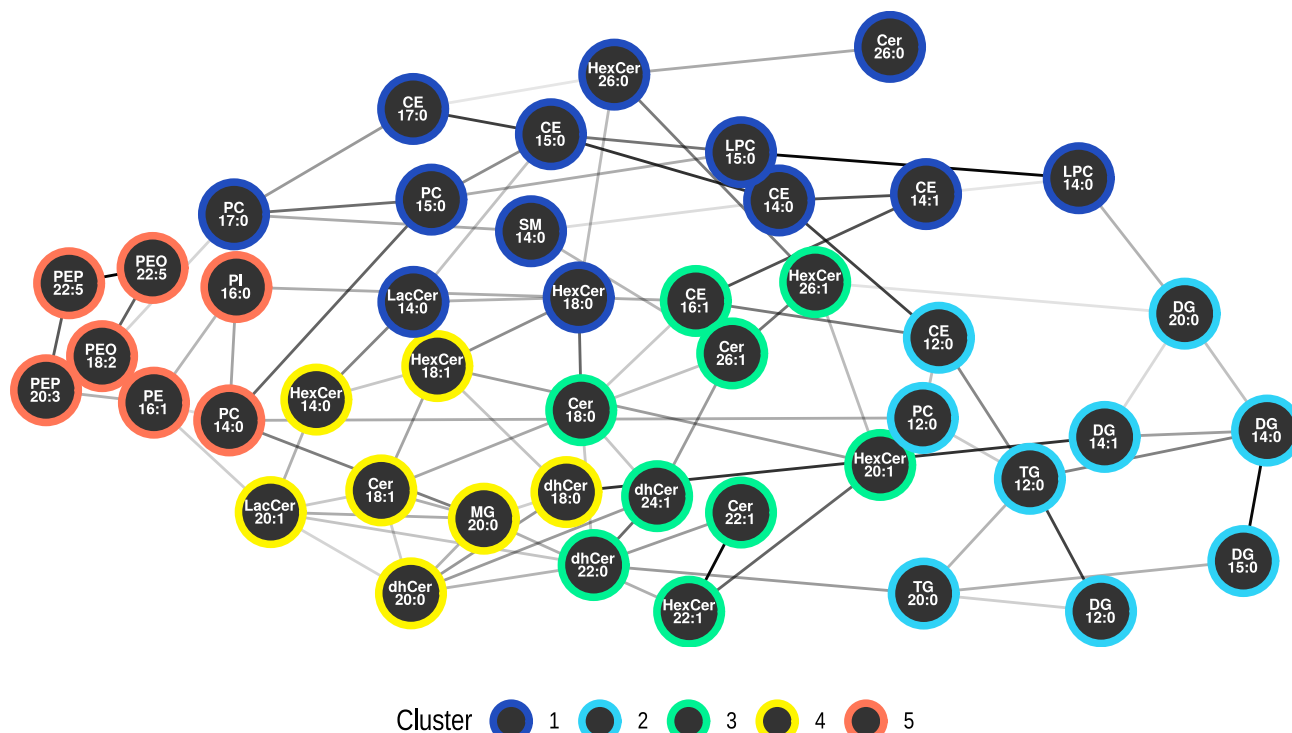 Cer
26:0
HexCer
26:0
CE
17:0
CE
15:0
LPC
15:0
LPC
14:0
PC
15:0
CE
14:0
CE
14:1
PC
17:0
SM
14:0
PEO
22:5
PEP
22:5
PI
16:0
HexCer
26:1
LacCer
14:0
HexCer
18:0
CE
16:1
DG
20:0
CE
12:0
PEO
18:2
Cer
26:1
HexCer
18:1
PEP
20:3
PE
16:1
HexCer
14:0
Cer
18:0
PC
14:0
PC
12:0
DG
14:1
DG
14:0
HexCer
20:1
TG
12:0
Cer
18:1
dhCer
18:0
dhCer
24:1
LacCer
20:1
MG
20:0
Cer
22:1
dhCer
22:0
DG
15:0
dhCer
20:0
TG
20:0
HexCer
22:1
DG
12:0
Cluster 1 2 3 4 5